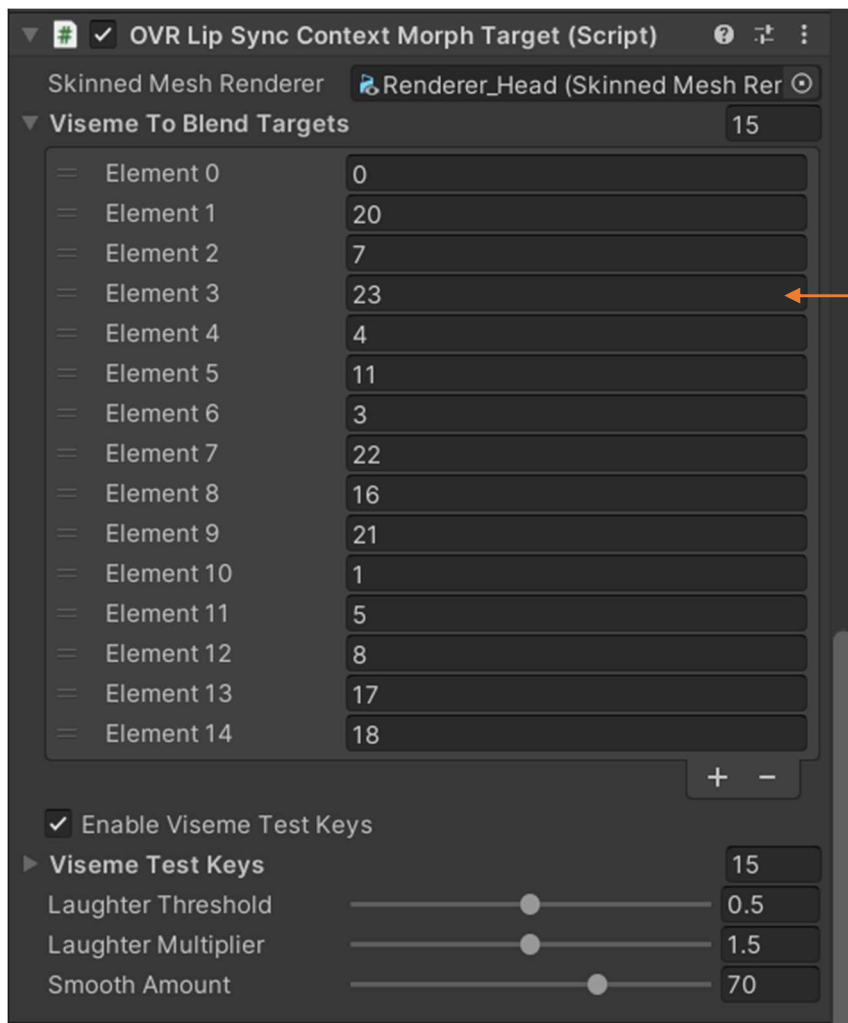 # OVR Lip Sync Context Morph Target (Script)
Skinned Mesh Renderer Renderer_Head (Skinned Mesh Rer
Viseme To Blend Targets 15
Element 0 0
Element 1 20
Element 2 7
Element 3 23
Element 4 4
Element 5 11
Element 6 3
Element 7 22
Element 8 16
Element 9 21
Element 10 1
Element 11 5
Element 12 8
Element 13 17
Element 14 18
+ −
Enable Viseme Test Keys
Viseme Test Keys 15
Laughter Threshold 0.5
Laughter Multiplier 1.5
Smooth Amount 70